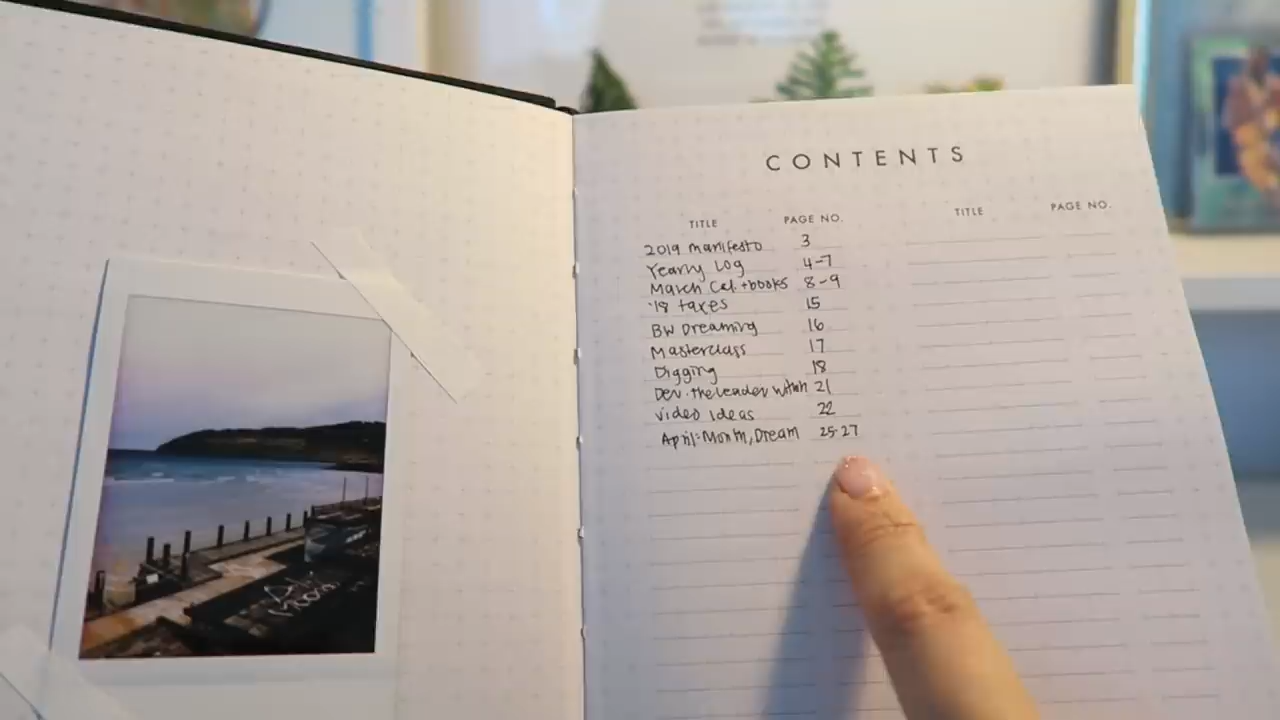 CONTENTS
TITLE PAGE NO. TITLE PAGE NO.
2019 manifesto 3
Yearly Log 4-7
March Cal. + books 8-9
'18 taxes 15
BW Dreaming 16
Masterclass 17
Digging 18
Dev. the leader within 21
video ideas 22
April: Month, Dream 25-27